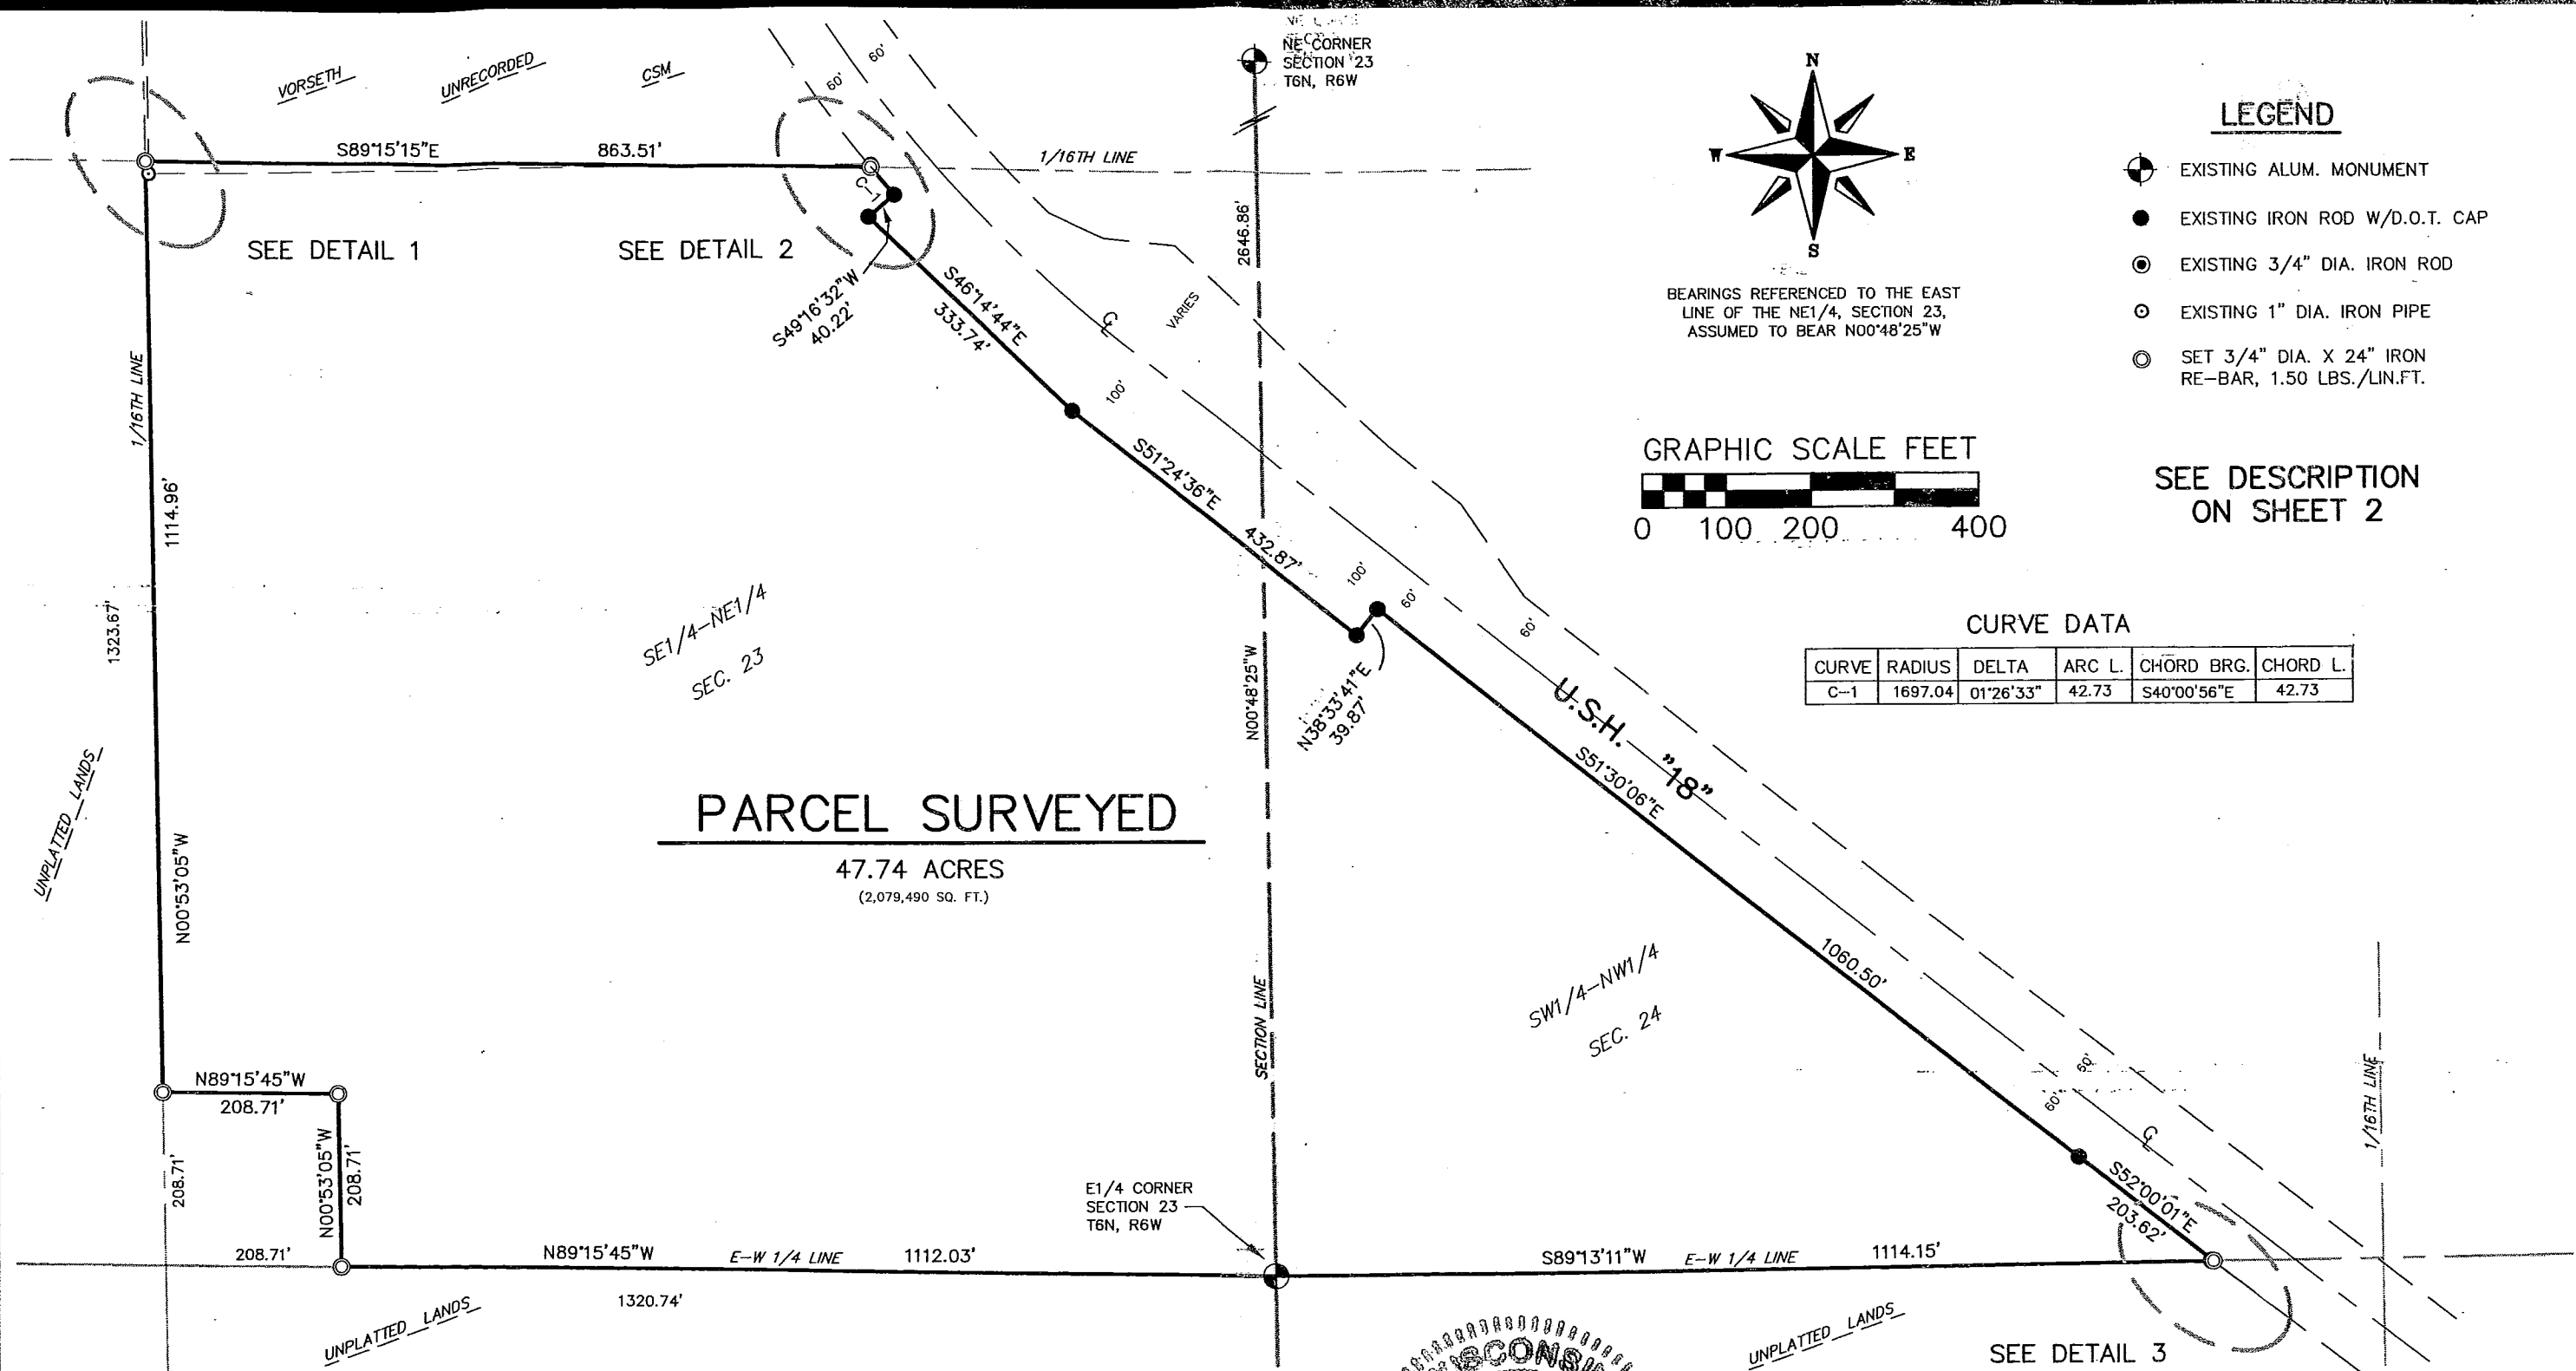 NE CORNER
SECTION 23
T6N, R6W
VORSETH UNRECORDED CSM
60'
60'
S89°15'15"E 863.51'
1/16TH LINE
C-1
SEE DETAIL 1
SEE DETAIL 2
S49°16'32"W
40.22'
S46°14'44"E
333.74'
2646.86'
VARIES
C L
100'
1/16TH LINE
1114.96'
1323.67'
N00°53'05"W
UNPLATTED LANDS
S51°24'36"E
432.87'
100'
60'
60'
SE1/4-NE1/4
SEC. 23
N00°48'25"W
N38°33'41"E
39.87'
U.S.H. "18"
S51°30'06"E
1060.50'
PARCEL SURVEYED
47.74 ACRES
(2,079,490 SQ. FT.)
SECTION LINE
SW1/4-NW1/4
SEC. 24
60'
60'
C L
1/16TH LINE
S52°00'01"E
203.62'
N89°15'45"W
208.71'
208.71'
N00°53'05"W
208.71'
208.71'
N89°15'45"W E-W 1/4 LINE 1112.03'
1320.74'
E1/4 CORNER
SECTION 23
T6N, R6W
S89°13'11"W E-W 1/4 LINE 1114.15'
UNPLATTED LANDS
UNPLATTED LANDS
SEE DETAIL 3
N
W
E
S
BEARINGS REFERENCED TO THE EAST
LINE OF THE NE1/4, SECTION 23,
ASSUMED TO BEAR N00°48'25"W
GRAPHIC SCALE FEET
0 100 200 400
LEGEND
EXISTING ALUM. MONUMENT
EXISTING IRON ROD W/D.O.T. CAP
EXISTING 3/4" DIA. IRON ROD
EXISTING 1" DIA. IRON PIPE
SET 3/4" DIA. X 24" IRON
RE-BAR, 1.50 LBS./LIN.FT.
SEE DESCRIPTION
ON SHEET 2
CURVE DATA
CURVE RADIUS DELTA ARC L. CHORD BRG. CHORD L.
C-1 1697.04 01°26'33" 42.73 S40°00'56"E 42.73